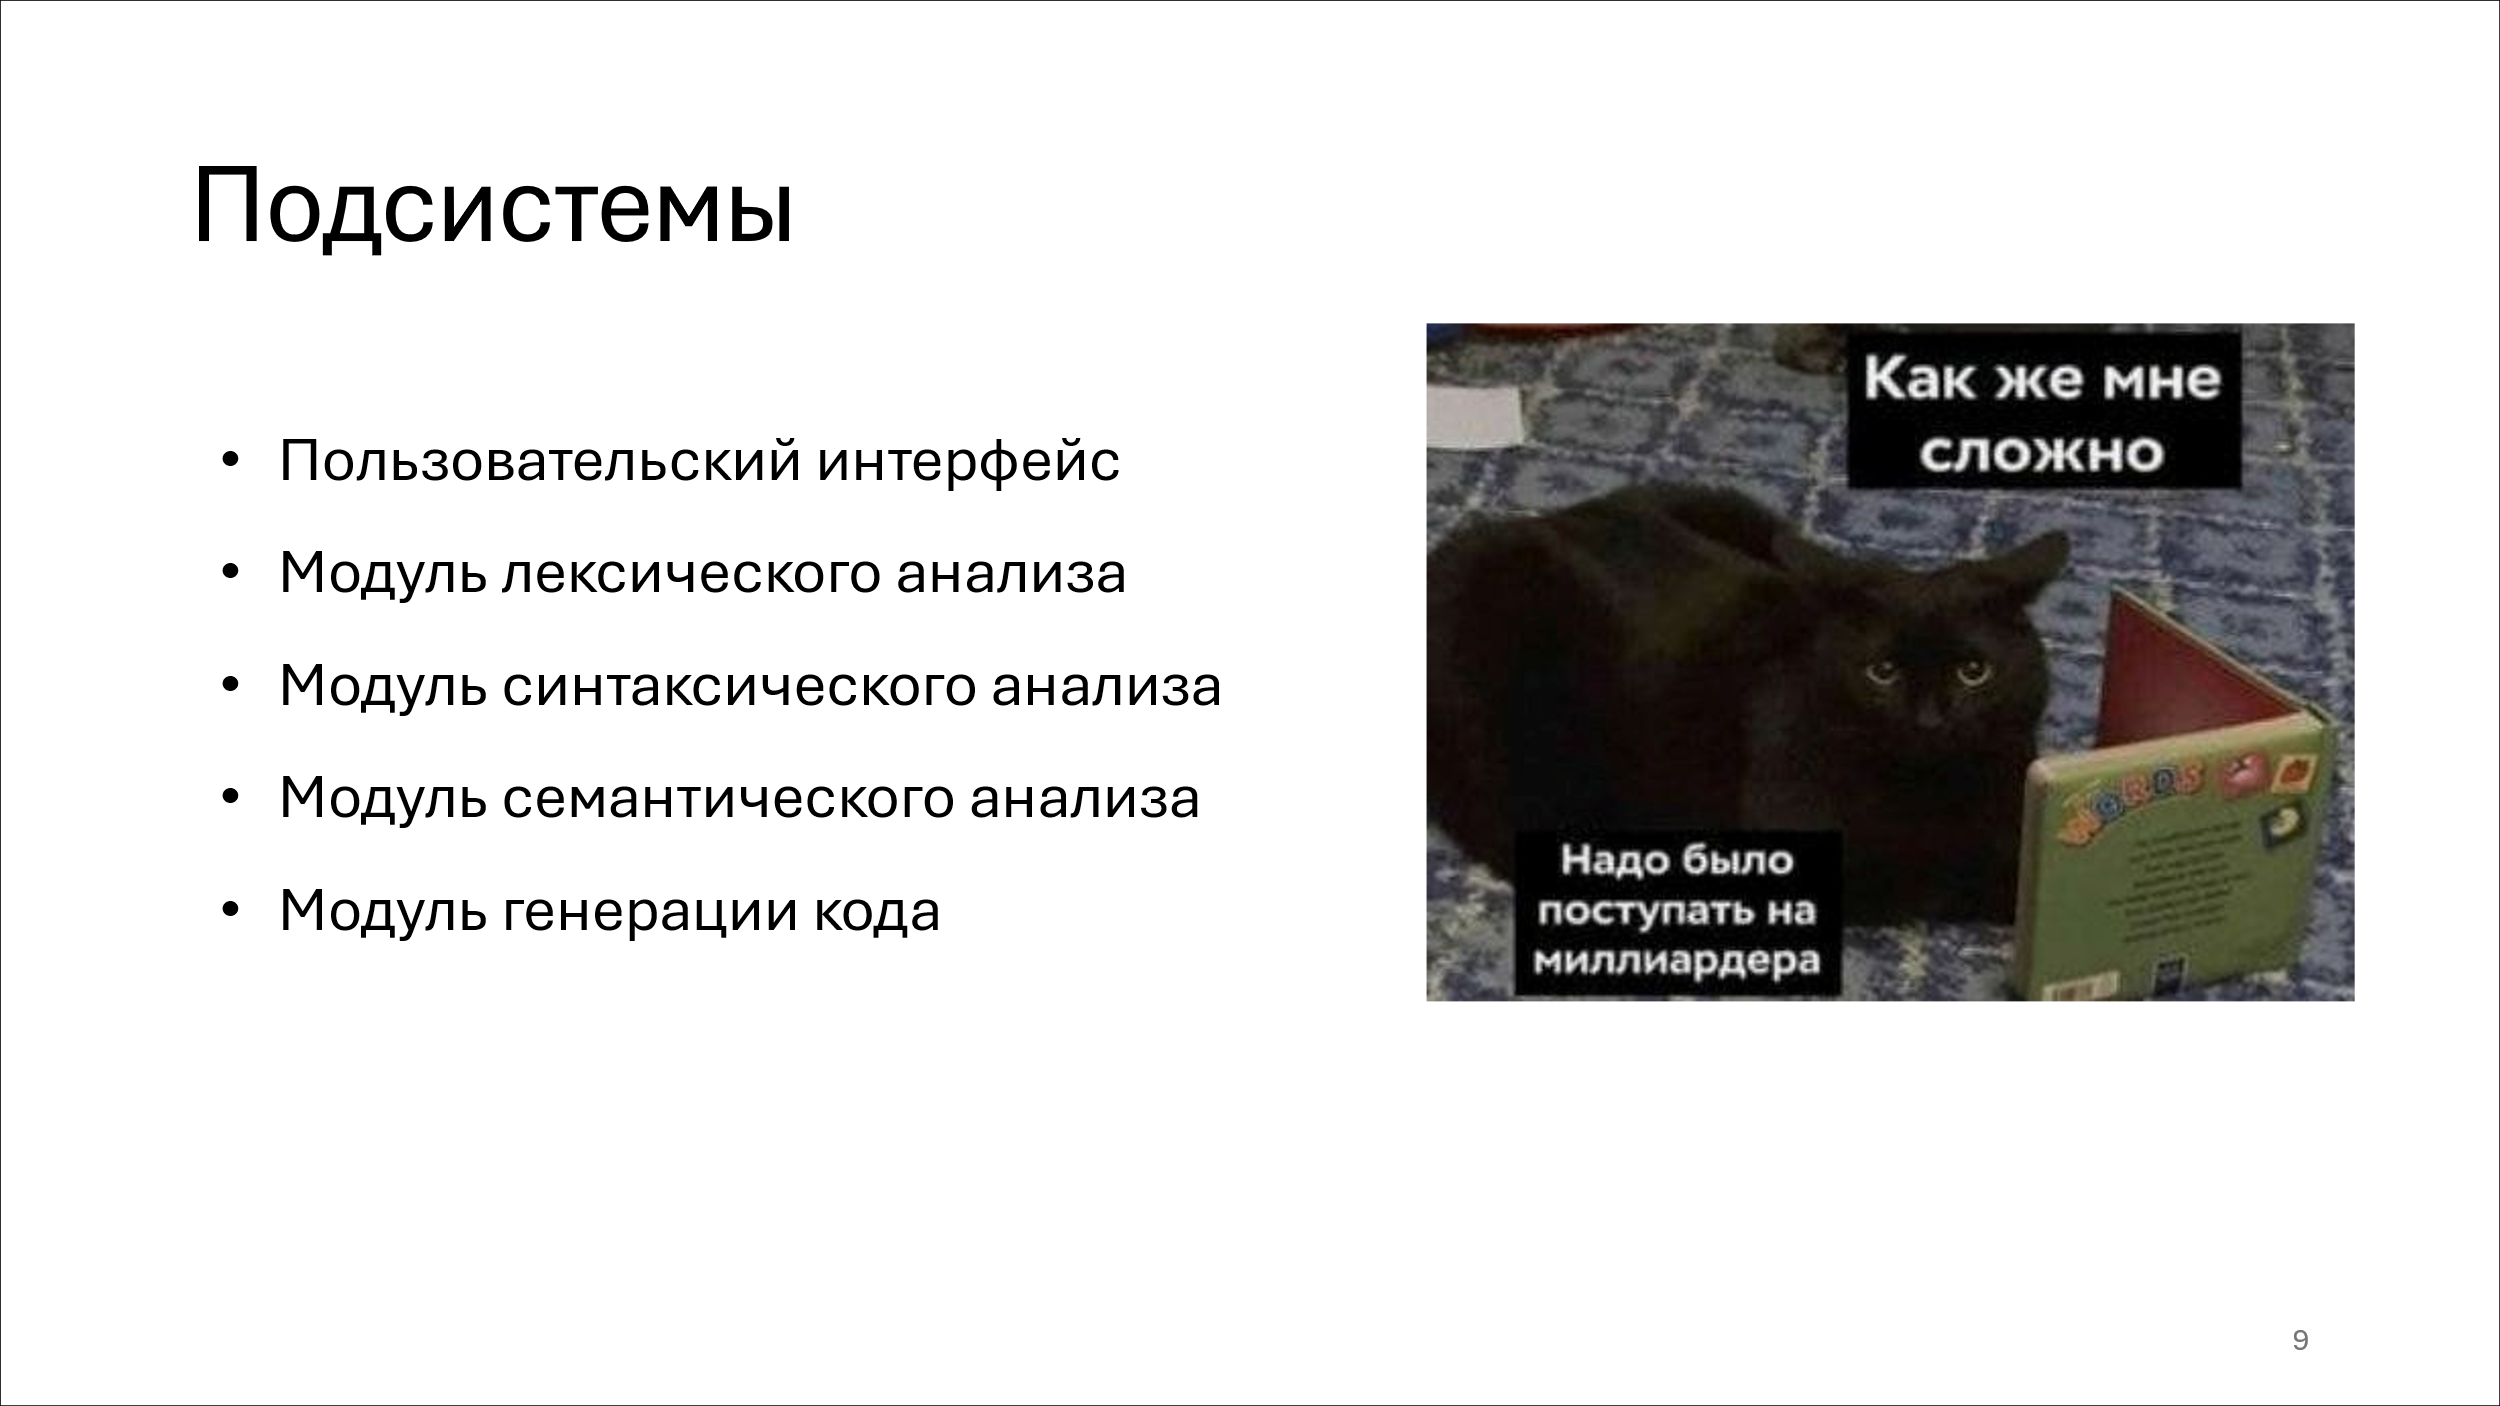 Подсистемы
• Пользовательский интерфейс
• Модуль лексического анализа
• Модуль синтаксического анализа
• Модуль семантического анализа
• Модуль генерации кода
Как же мне
сложно
WORDS
Надо было
поступать на
миллиардера
9